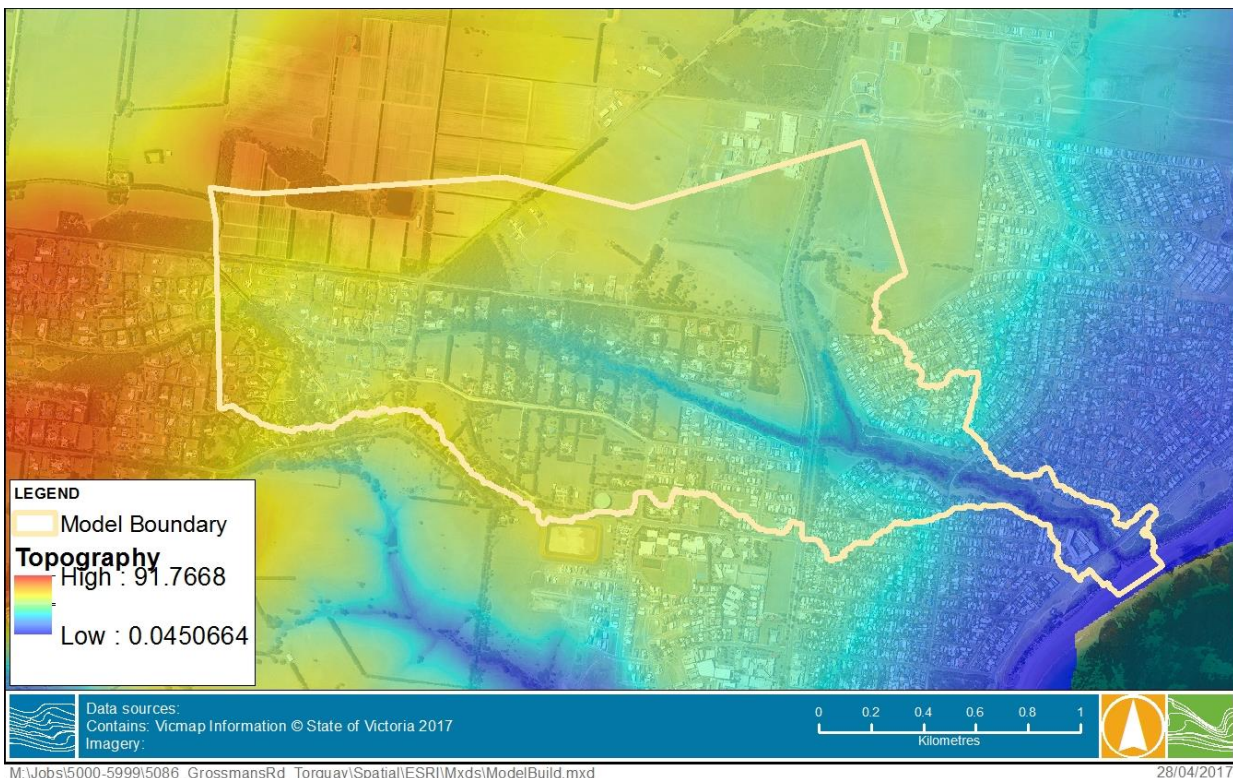 LEGEND
Model Boundary
Topography
High : 91.7668
Low : 0.0450664
Data sources:
Contains: Vicmap Information © State of Victoria 2017
Imagery:
0 0.2 0.4 0.6 0.8 1
Kilometres
M:\Jobs\5000-5999\5086_GrossmansRd_Torquay\Spatial\ESRI\Mxds\ModelBuild.mxd
28/04/2017